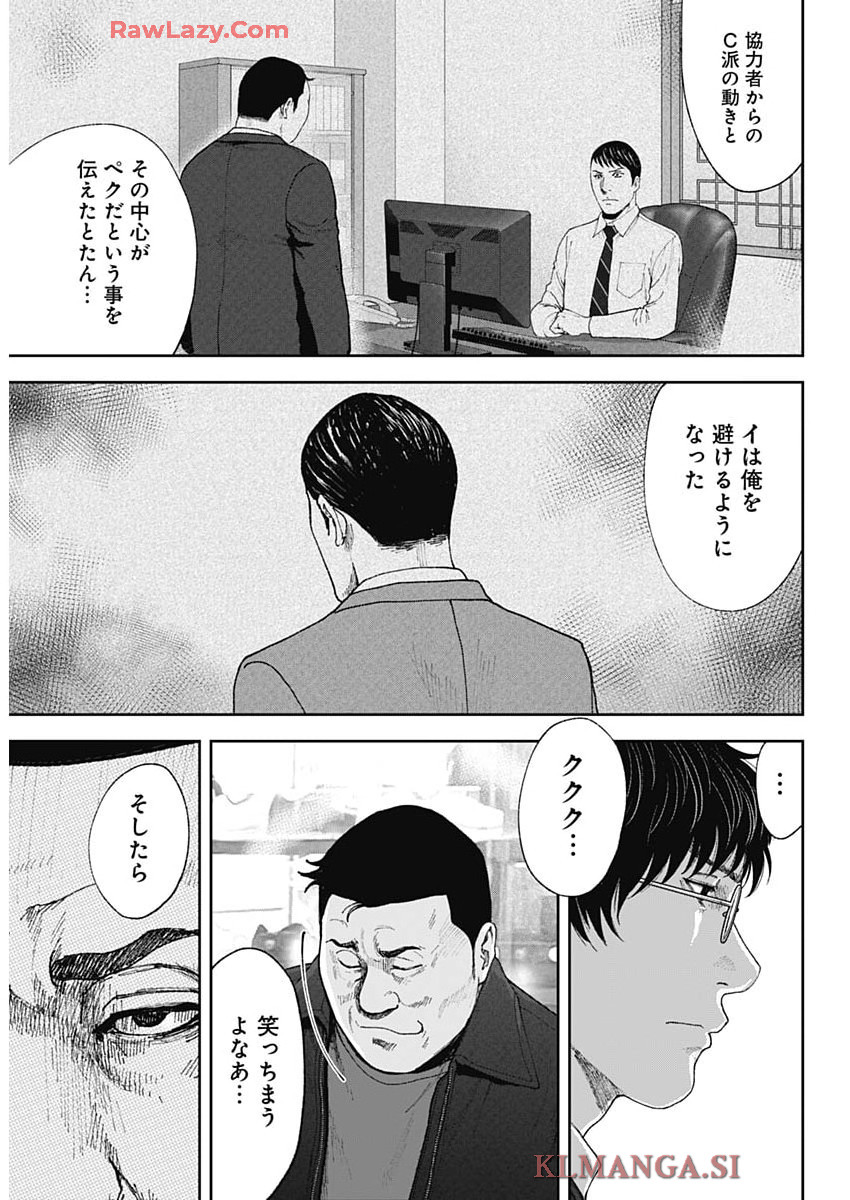 RawLazy.Com
協力者からの
C派の動きと
その中心が
ペクだという事を
伝えたとたん…
イは俺を
避けるように
なった
…
ククク…
笑っちまう
よなあ…
そしたら
KLMANGA.SI